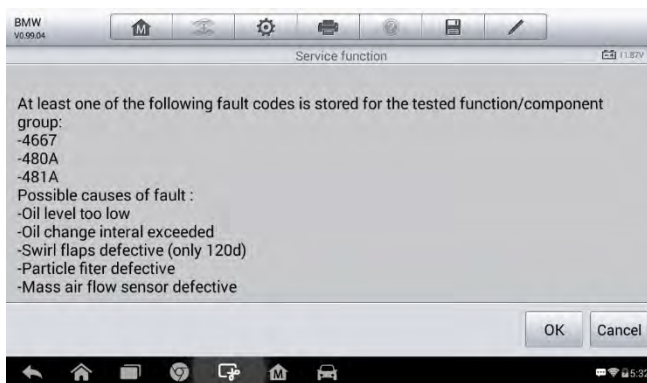 BMW
V0.99.04
Service function
11.87V
At least one of the following fault codes is stored for the tested function/component
group:
-4667
-480A
-481A
Possible causes of fault :
-Oil level too low
-Oil change interal exceeded
-Swirl flaps defective (only 120d)
-Particle fiter defective
-Mass air flow sensor defective
OK Cancel
5:32